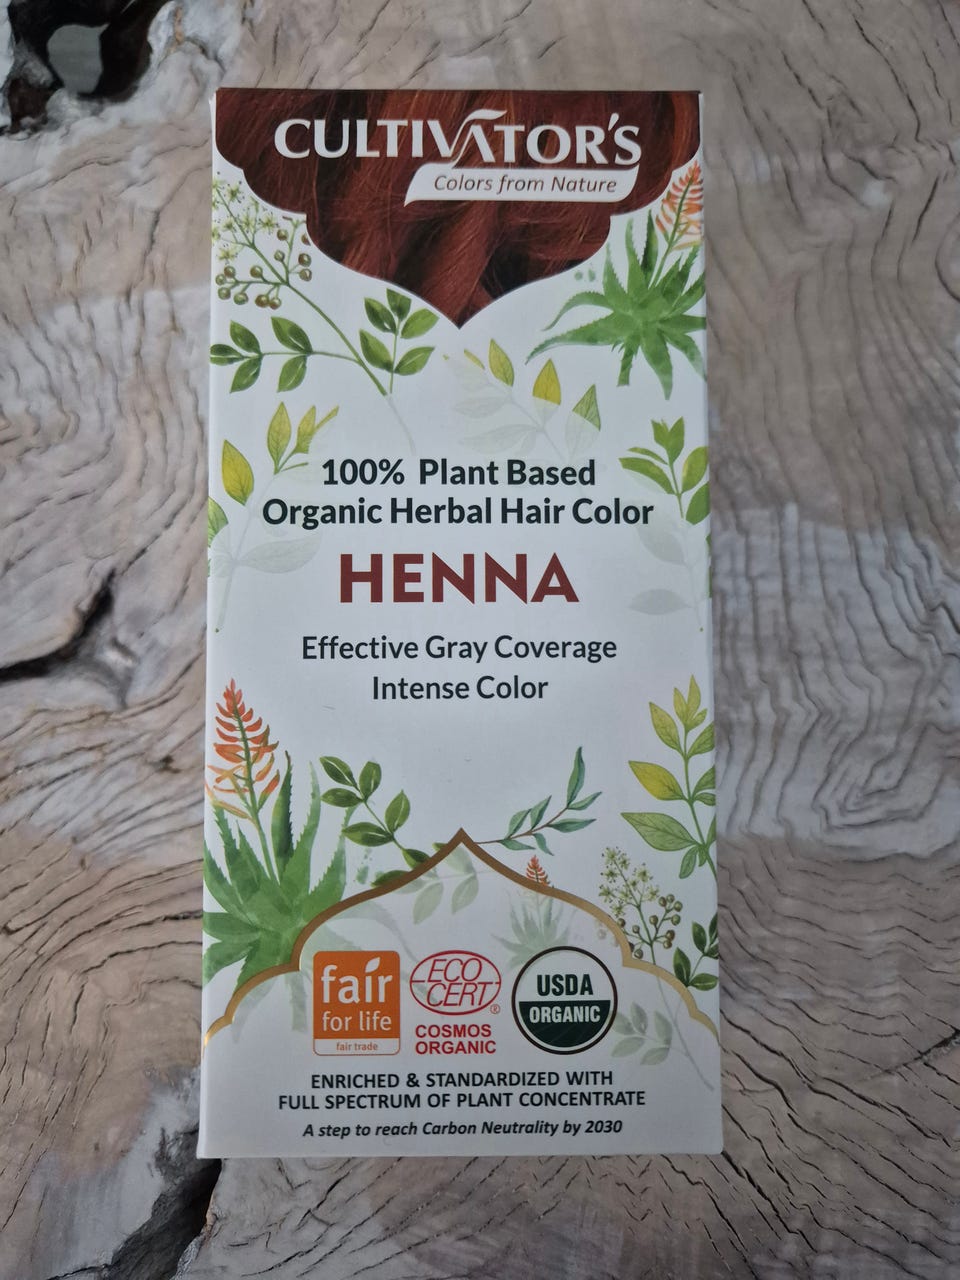 CULTIVATOR'S
Colors from Nature
100% Plant Based
Organic Herbal Hair Color
HENNA
Effective Gray Coverage
Intense Color
fair
for life
fair trade
ECO
CERT
®
COSMOS
ORGANIC
USDA
ORGANIC
ENRICHED & STANDARDIZED WITH
FULL SPECTRUM OF PLANT CONCENTRATE
A step to reach Carbon Neutrality by 2030